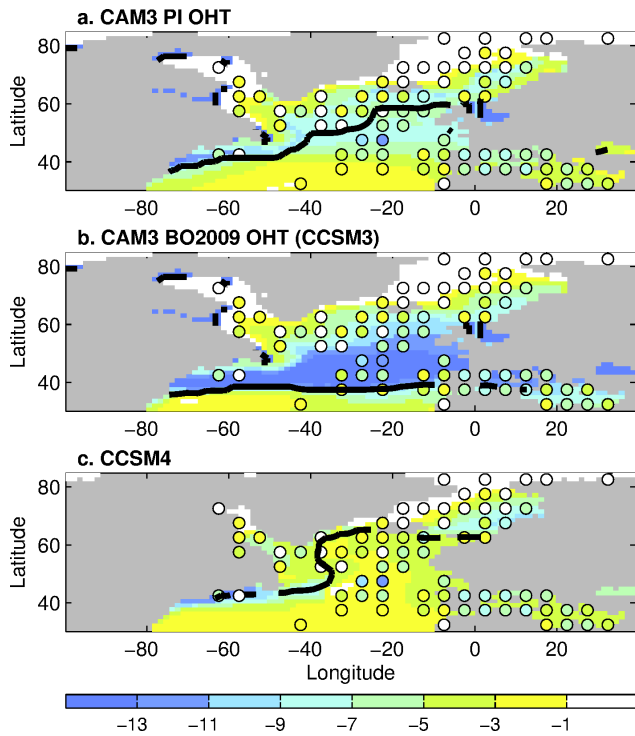 a. CAM3 PI OHT
80
60
40
Latitude
−80 −60 −40 −20 0 20
b. CAM3 BO2009 OHT (CCSM3)
80
60
40
Latitude
−80 −60 −40 −20 0 20
c. CCSM4
80
60
40
Latitude
−80 −60 −40 −20 0 20
Longitude
−13 −11 −9 −7 −5 −3 −1